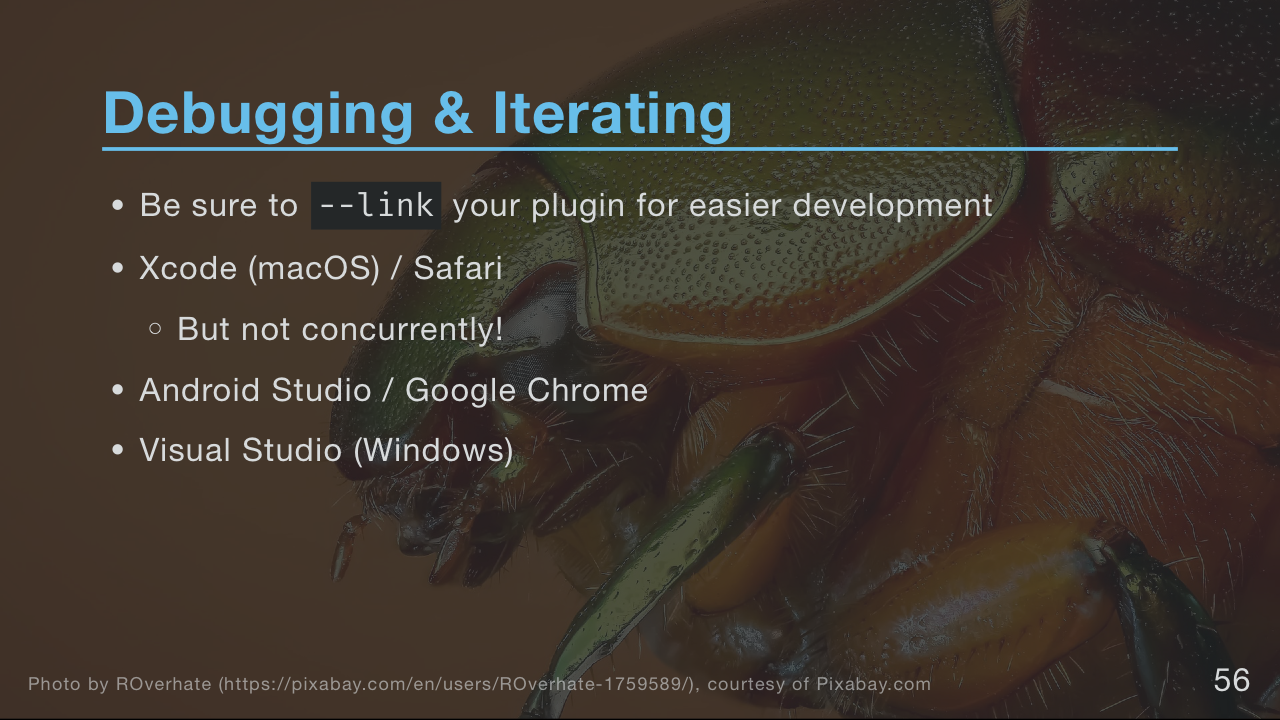 Debugging & Iterating
• Be sure to --link your plugin for easier development
• Xcode (macOS) / Safari
○ But not concurrently!
• Android Studio / Google Chrome
• Visual Studio (Windows)
Photo by ROverhate (https://pixabay.com/en/users/ROverhate-1759589/), courtesy of Pixabay.com
56